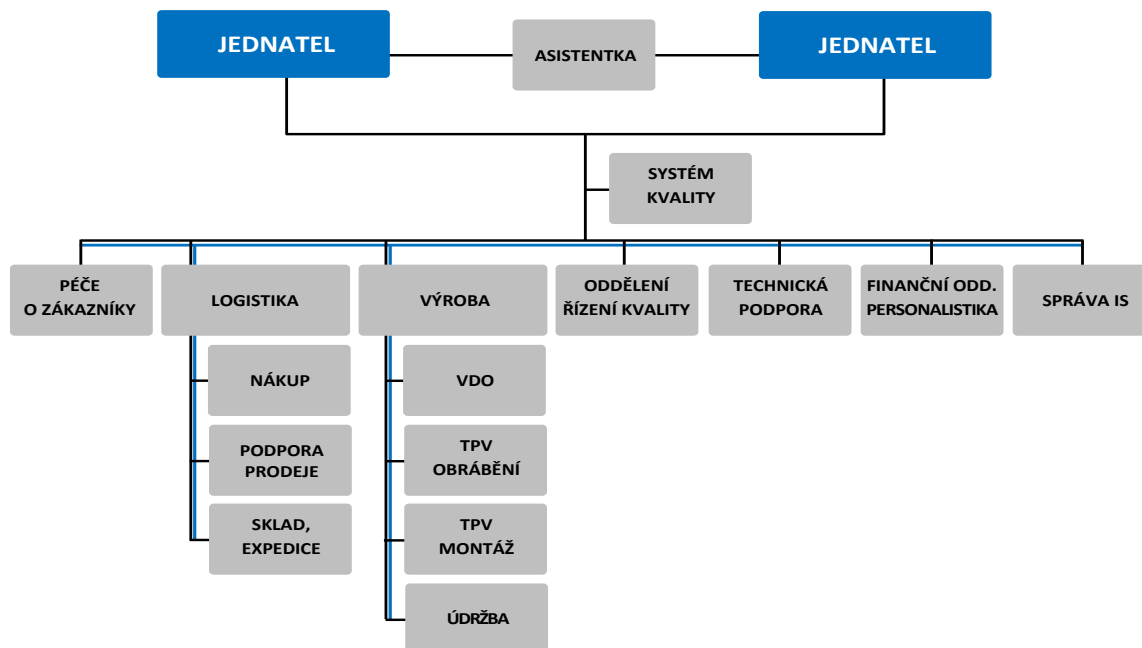 JEDNATEL
ASISTENTKA
JEDNATEL
SYSTÉM
KVALITY
PÉČE
O ZÁKAZNÍKY
LOGISTIKA
VÝROBA
ODDĚLENÍ
ŘÍZENÍ KVALITY
TECHNICKÁ
PODPORA
FINANČNÍ ODD.
PERSONALISTIKA
SPRÁVA IS
NÁKUP
VDO
PODPORA
PRODEJE
TPV
OBRÁBĚNÍ
SKLAD,
EXPEDICE
TPV
MONTÁŽ
ÚDRŽBA